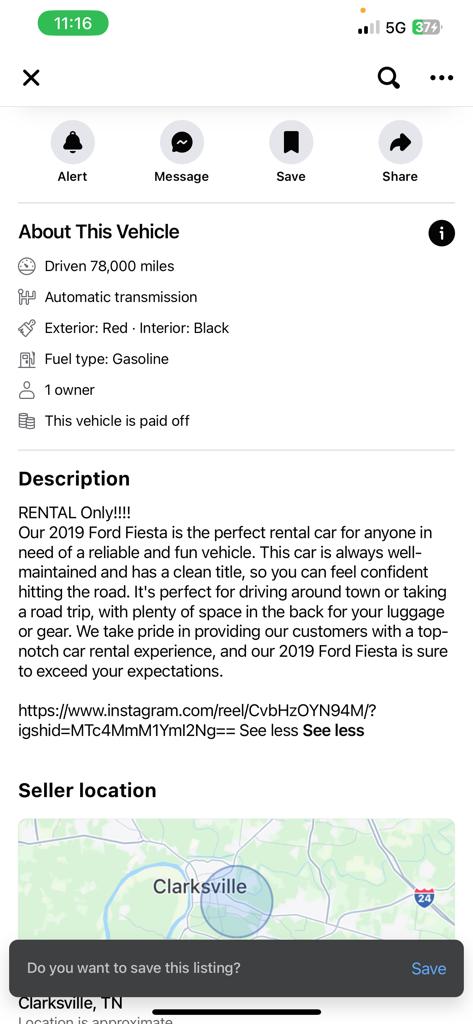 11:16
5G 37
Alert
Message
Save
Share
About This Vehicle
Driven 78,000 miles
Automatic transmission
Exterior: Red · Interior: Black
Fuel type: Gasoline
1 owner
This vehicle is paid off
Description
RENTAL Only!!!!
Our 2019 Ford Fiesta is the perfect rental car for anyone in
need of a reliable and fun vehicle. This car is always well-
maintained and has a clean title, so you can feel confident
hitting the road. It's perfect for driving around town or taking
a road trip, with plenty of space in the back for your luggage
or gear. We take pride in providing our customers with a top-
notch car rental experience, and our 2019 Ford Fiesta is sure
to exceed your expectations.
https://www.instagram.com/reel/CvbHzOYN94M/?
igshid=MTc4MmM1YmI2Ng== See less See less
Seller location
Clarksville
24
Do you want to save this listing? Save
Clarksville, TN
Location is approximate